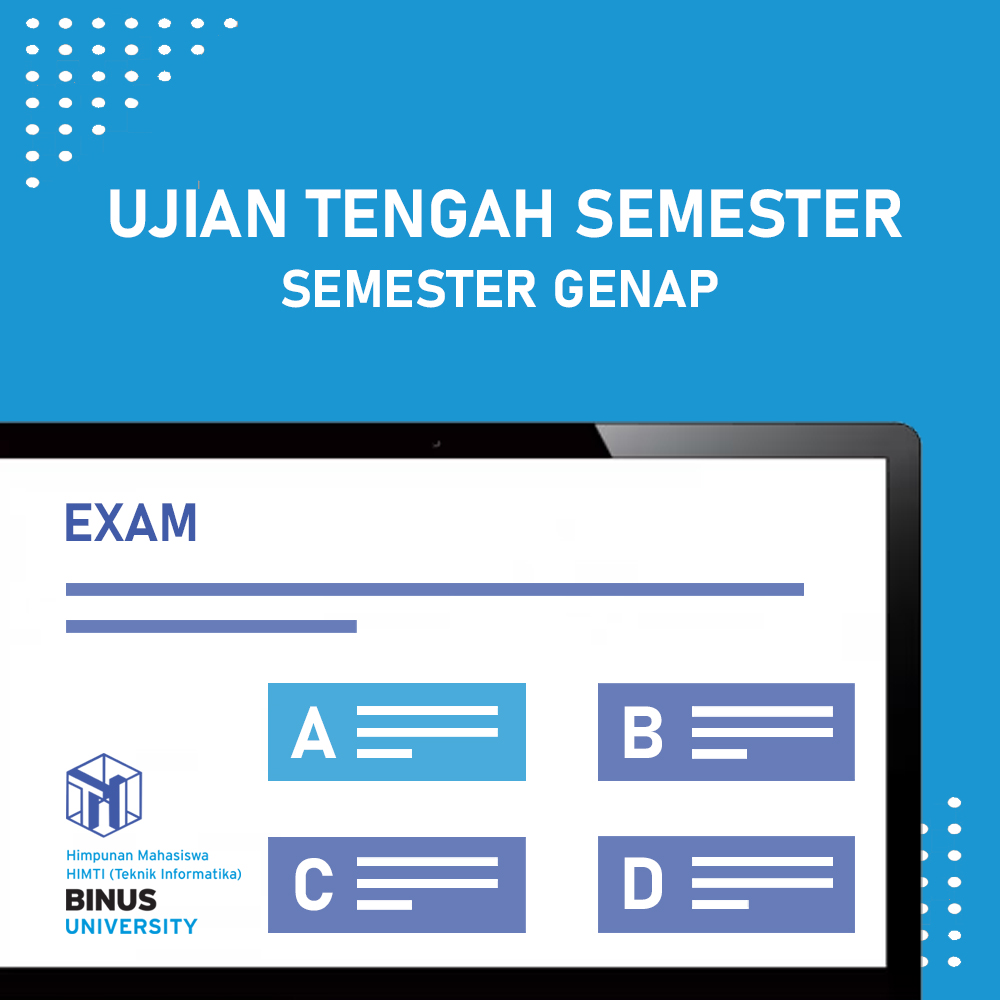 UJIAN TENGAH SEMESTER
SEMESTER GENAP
EXAM
A
B
C
D
Himpunan Mahasiswa
HIMTI (Teknik Informatika)
BINUS
UNIVERSITY